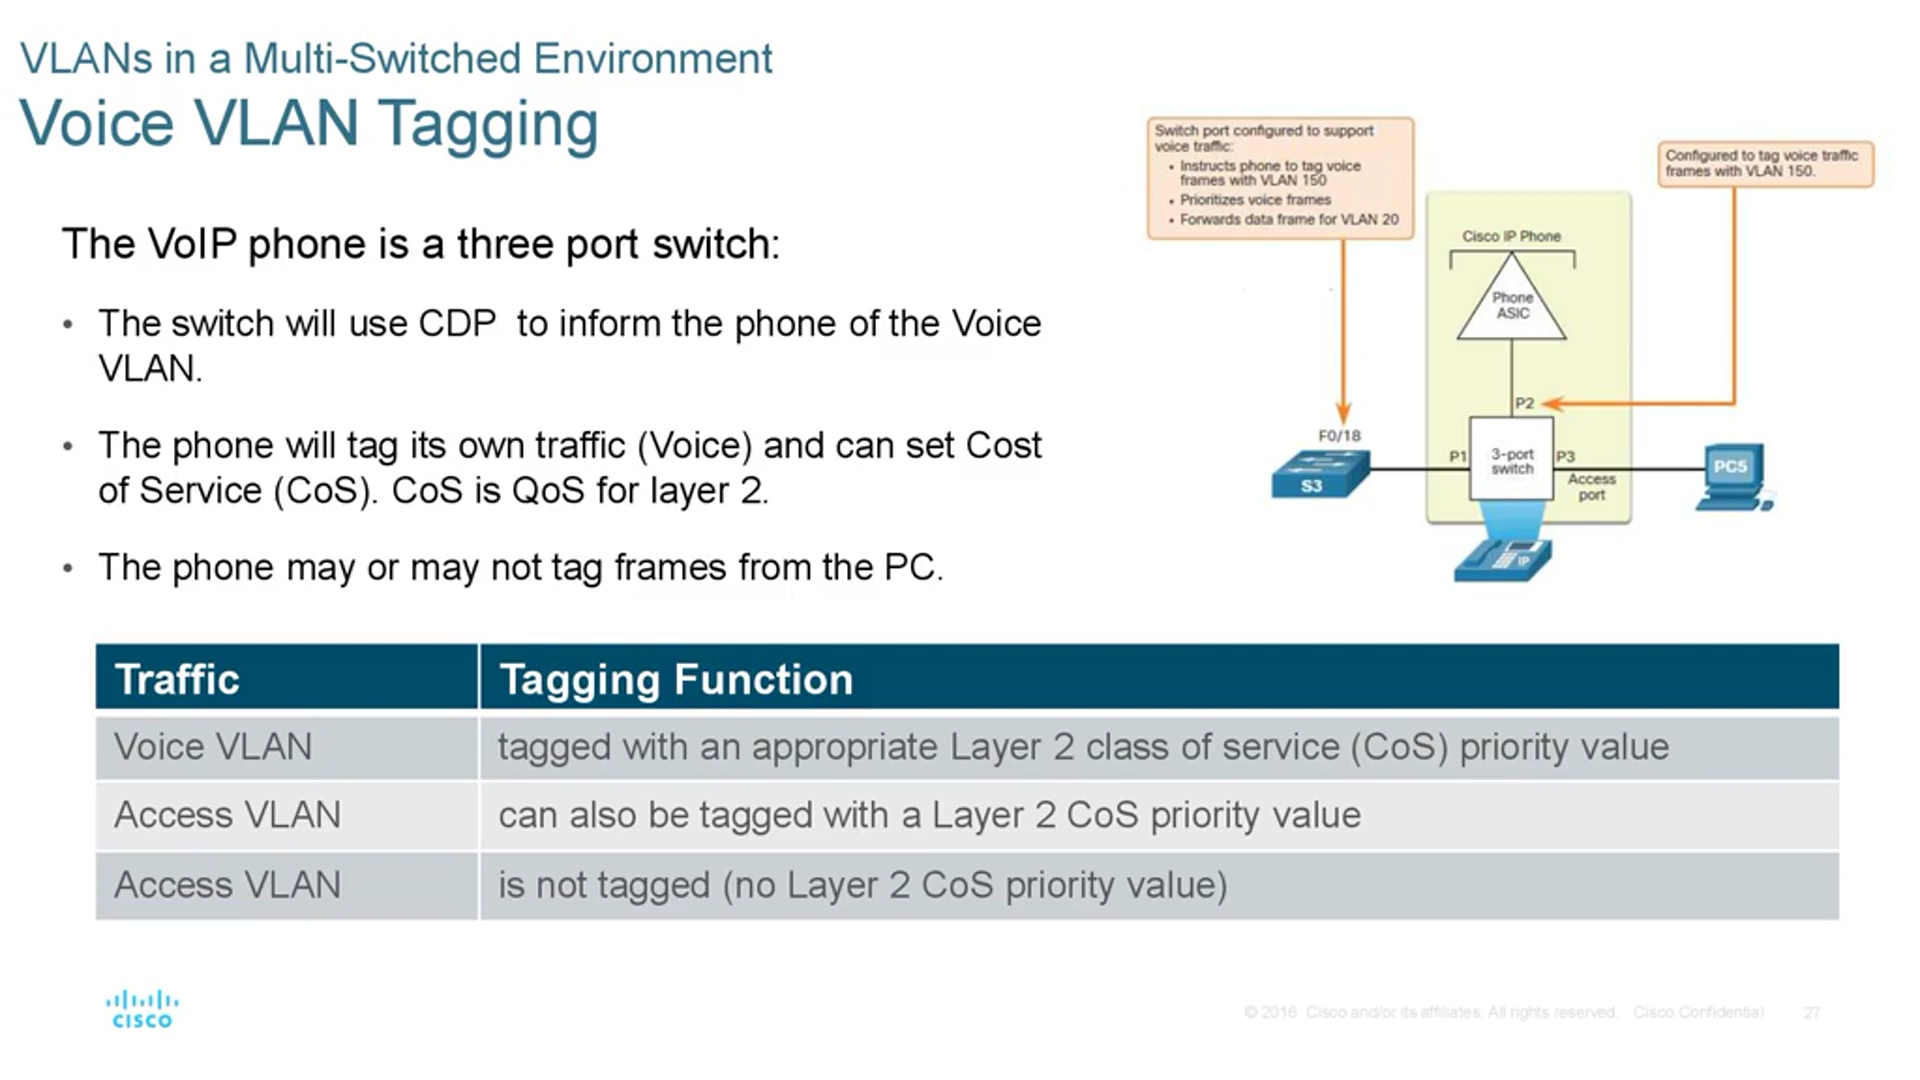 VLANs in a Multi-Switched Environment
Voice VLAN Tagging
The VoIP phone is a three port switch:
• The switch will use CDP to inform the phone of the Voice
VLAN.
• The phone will tag its own traffic (Voice) and can set Cost
of Service (CoS). CoS is QoS for layer 2.
• The phone may or may not tag frames from the PC.
Switch port configured to support
voice traffic:
• Instructs phone to tag voice
frames with VLAN 150
• Prioritizes voice frames
• Forwards data frame for VLAN 20
Configured to tag voice traffic
frames with VLAN 150.
Cisco IP Phone
Phone
ASIC
P2
F0/18
S3
P1
3-port
switch
P3
Access
port
PC5
IP
Traffic Tagging Function
Voice VLAN tagged with an appropriate Layer 2 class of service (CoS) priority value
Access VLAN can also be tagged with a Layer 2 CoS priority value
Access VLAN is not tagged (no Layer 2 CoS priority value)
CISCO
© 2016 Cisco and/or its affiliates. All rights reserved. Cisco Confidential 27